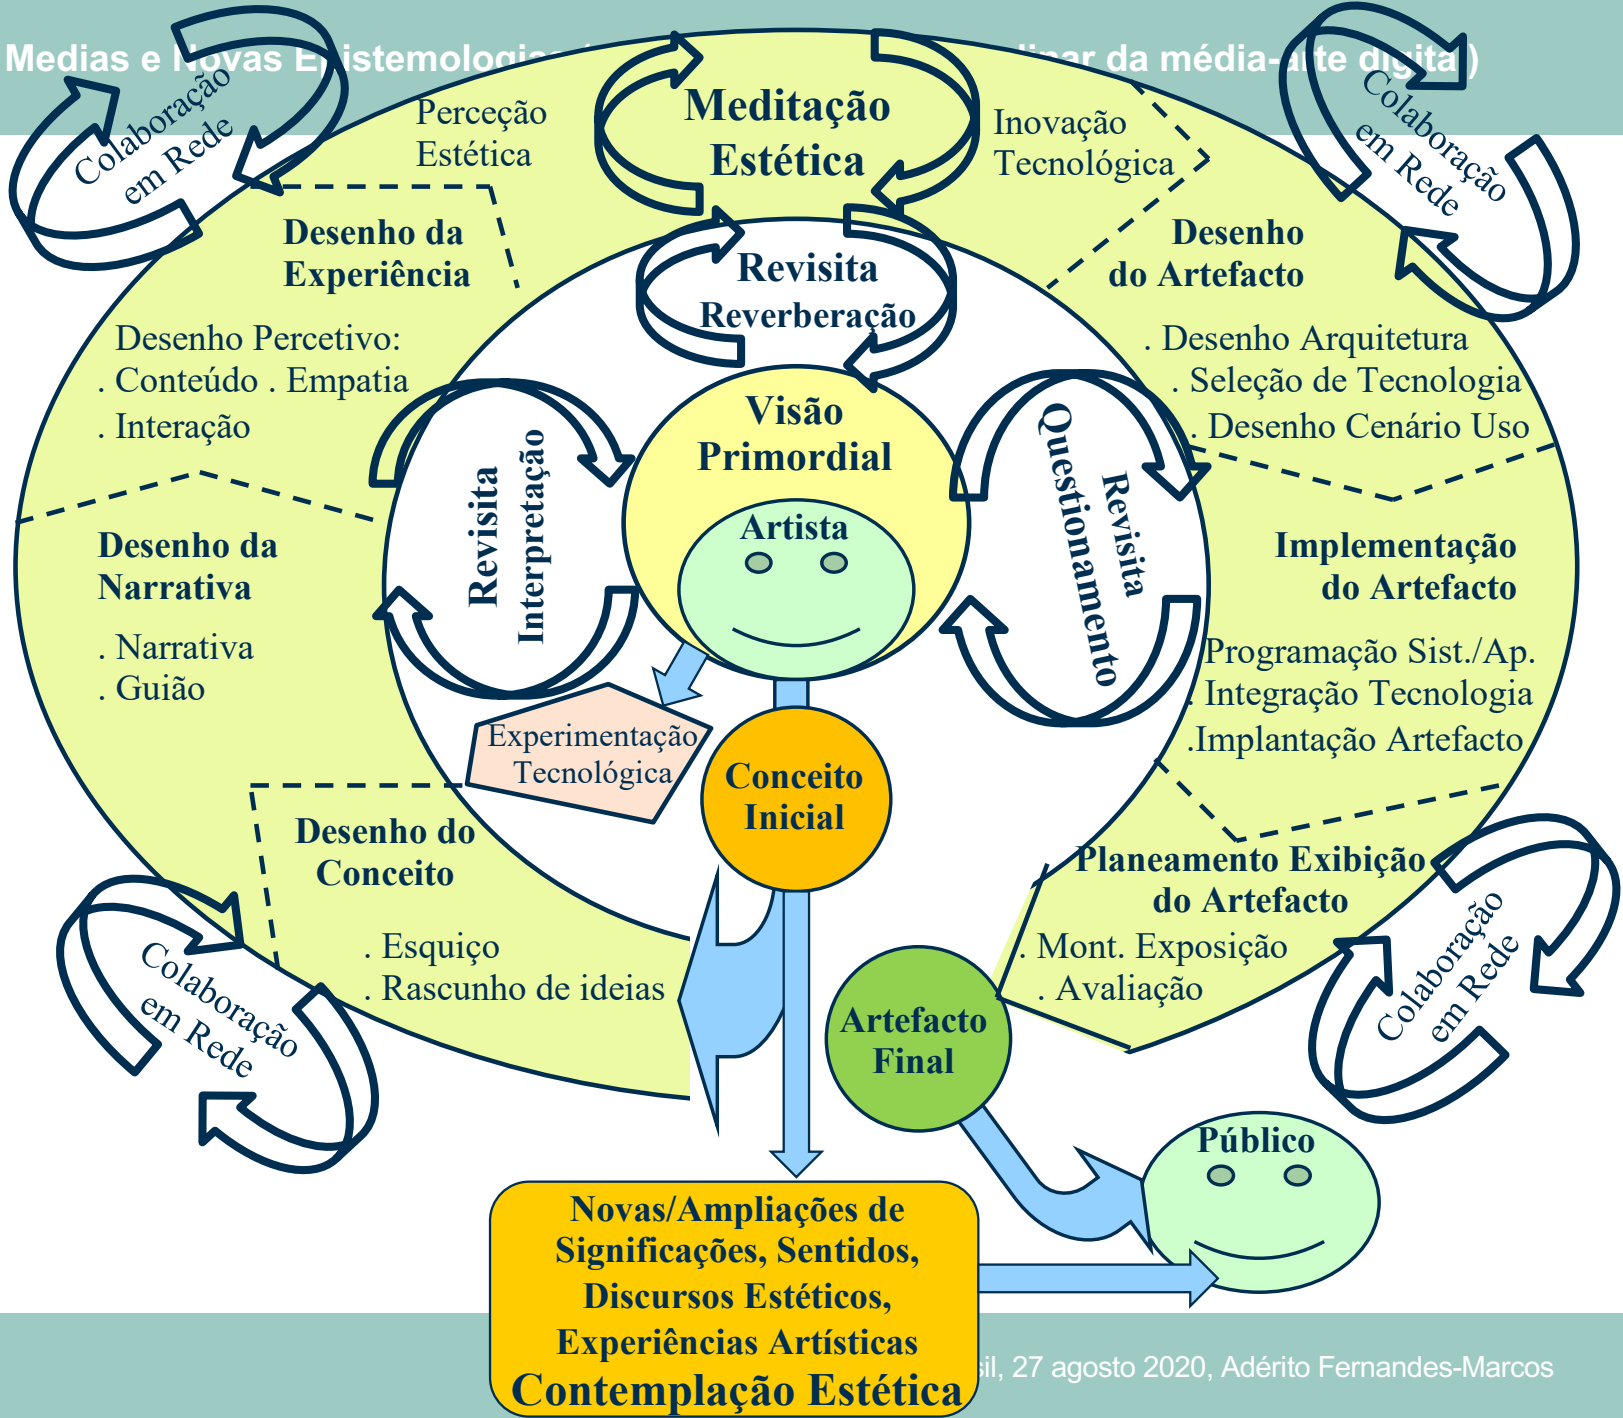 Medias e Novas Epistemologi
linar da média-arte digital)
Colaboração
em Rede
Perceção
Estética
Meditação
Estética
Inovação
Tecnológica
Colaboração
em Rede
Desenho da
Experiência
Desenho Percetivo:
. Conteúdo . Empatia
. Interação
Revisita
Reverberação
Desenho
do Artefacto
. Desenho Arquitetura
. Seleção de Tecnologia
. Desenho Cenário Uso
Visão
Primordial
Artista
Revisita
Interpretação
Revisita
Questionamento
Desenho da
Narrativa
. Narrativa
. Guião
Implementação
do Artefacto
Programação Sist./Ap.
. Integração Tecnologia
.Implantação Artefacto
Experimentação
Tecnológica
Conceito
Inicial
Desenho do
Conceito
. Esquiço
. Rascunho de ideias
Planeamento Exibição
do Artefacto
. Mont. Exposição
. Avaliação
Colaboração
em Rede
Colaboração
em Rede
Artefacto
Final
Público
Novas/Ampliações de
Significações, Sentidos,
Discursos Estéticos,
Experiências Artísticas
Contemplação Estética
sil, 27 agosto 2020, Adérito Fernandes-Marcos